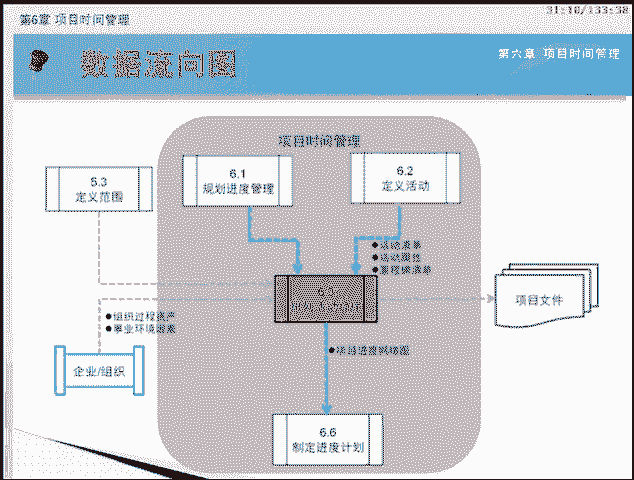 第6章 项目时间管理
31:10/133:38
第六章 项目时间管理
数据流向图
项目时间管理
5.3
定义范围
6.1
规划进度管理
6.2
定义活动
●活动清单
●活动属性
●里程碑清单
6.3
项目文件
●组织过程资产
●事业环境因素
●项目进度网络图
企业/组织
6.6
制定进度计划